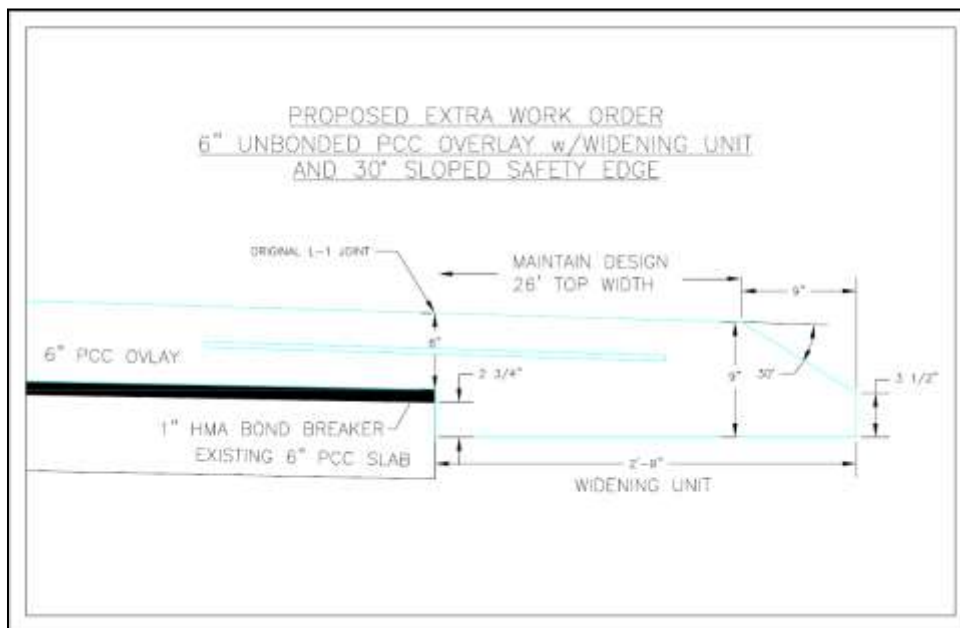 PROPOSED EXTRA WORK ORDER
6" UNBONDED PCC OVERLAY w/WIDENING UNIT
AND 30° SLOPED SAFETY EDGE
ORIGINAL L-1 JOINT
MAINTAIN DESIGN
26' TOP WIDTH
9"
6" PCC OVLAY
6"
2 3/4"
9"
30°
3 1/2"
1" HMA BOND BREAKER
EXISTING 6" PCC SLAB
WIDENING UNIT